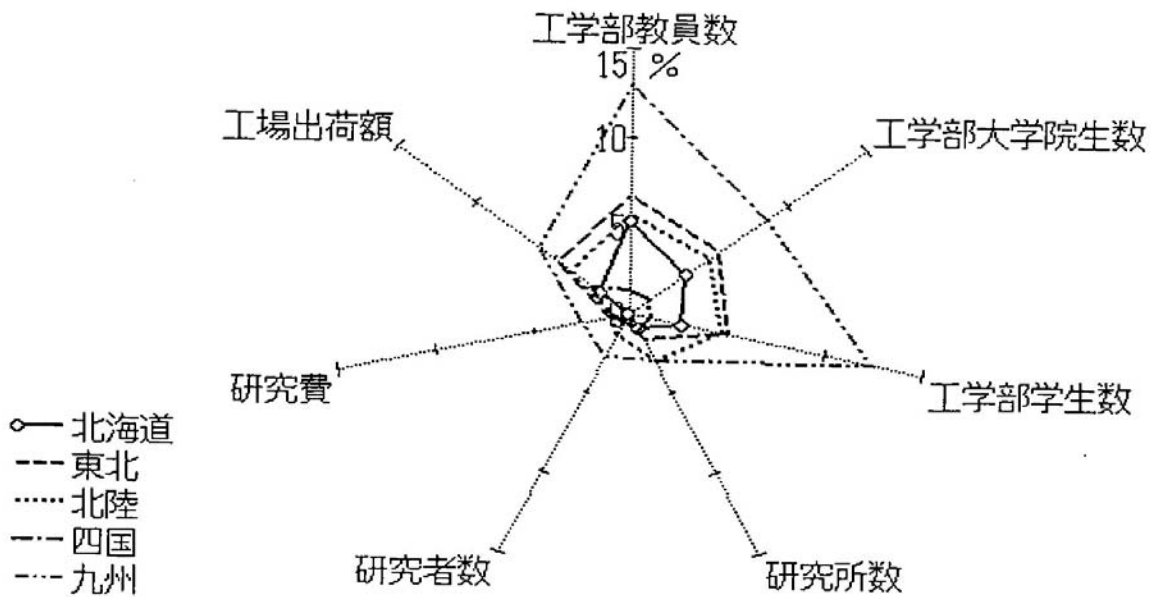 工学部教員数
15 %
工場出荷額
10
工学部大学院生数
5
研究費
工学部学生数
北海道
東北
北陸
四国
九州
研究者数
研究所数